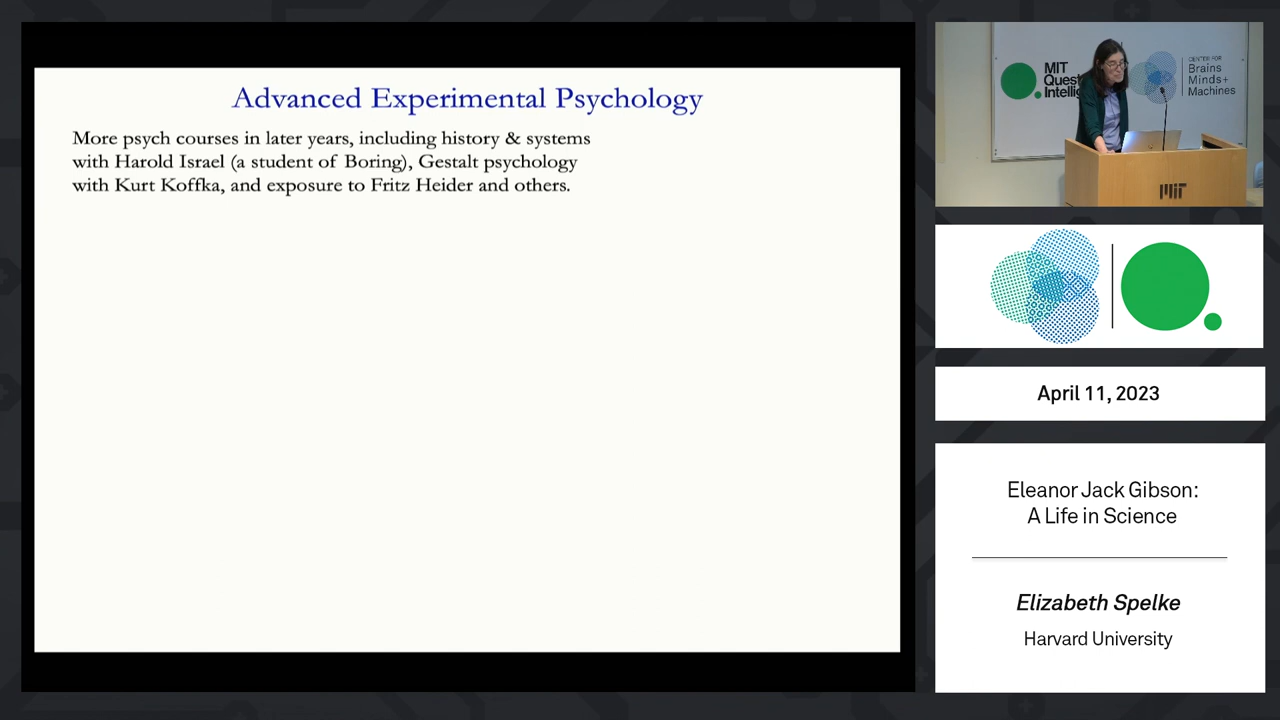 Advanced Experimental Psychology
More psych courses in later years, including history & systems
with Harold Israel (a student of Boring), Gestalt psychology
with Kurt Koffka, and exposure to Fritz Heider and others.
MIT
Quest
Intelli
CENTER FOR
Brains
Minds+
Machines
MIT
April 11, 2023
Eleanor Jack Gibson:
A Life in Science
Elizabeth Spelke
Harvard University